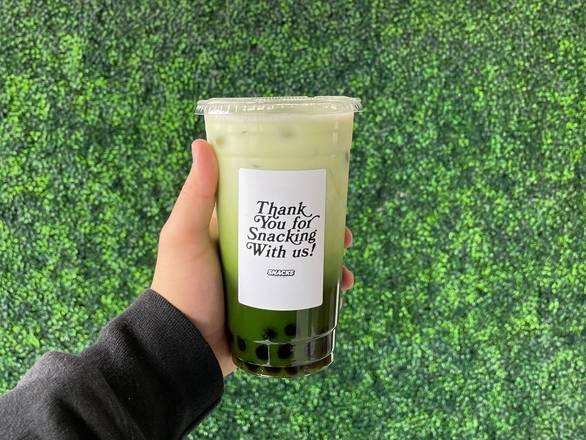 Thank
You for
Snacking
With us!
SNACKS